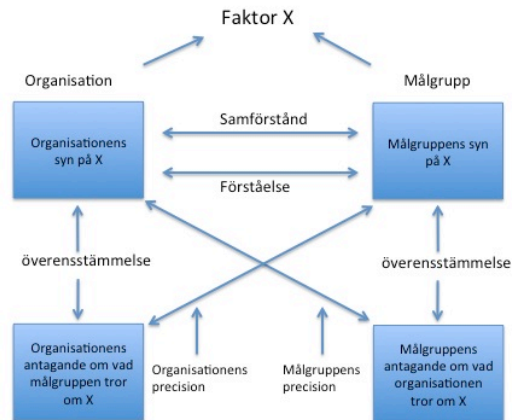 Faktor X
Organisation
Målgrupp
Organisationens
syn på X
Samförstånd
Förståelse
Målgruppens syn
på X
överensstämmelse
överensstämmelse
Organisationens
antagande om vad
målgruppen tror
om X
Organisationens
precision
Målgruppens
precision
Målgruppens
antagande om vad
organisationen
tror om X